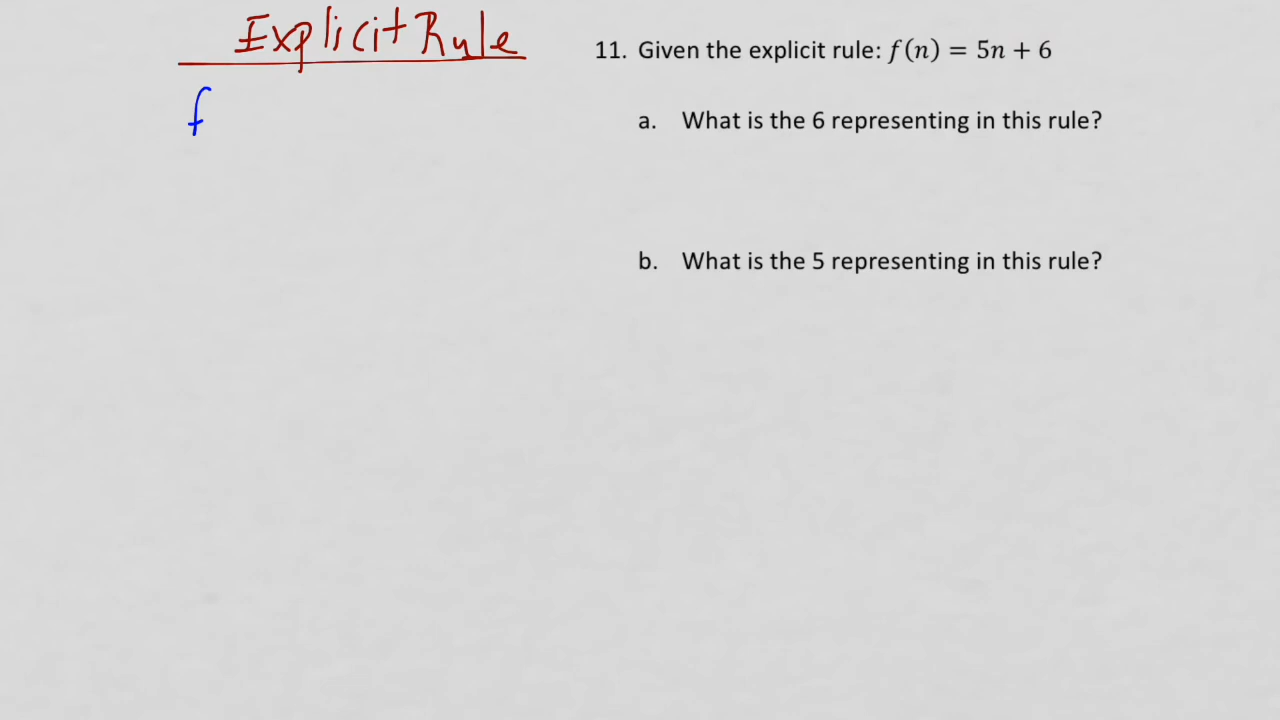 Explicit Rule
f
11. Given the explicit rule: f(n) = 5n + 6
a. What is the 6 representing in this rule?
b. What is the 5 representing in this rule?